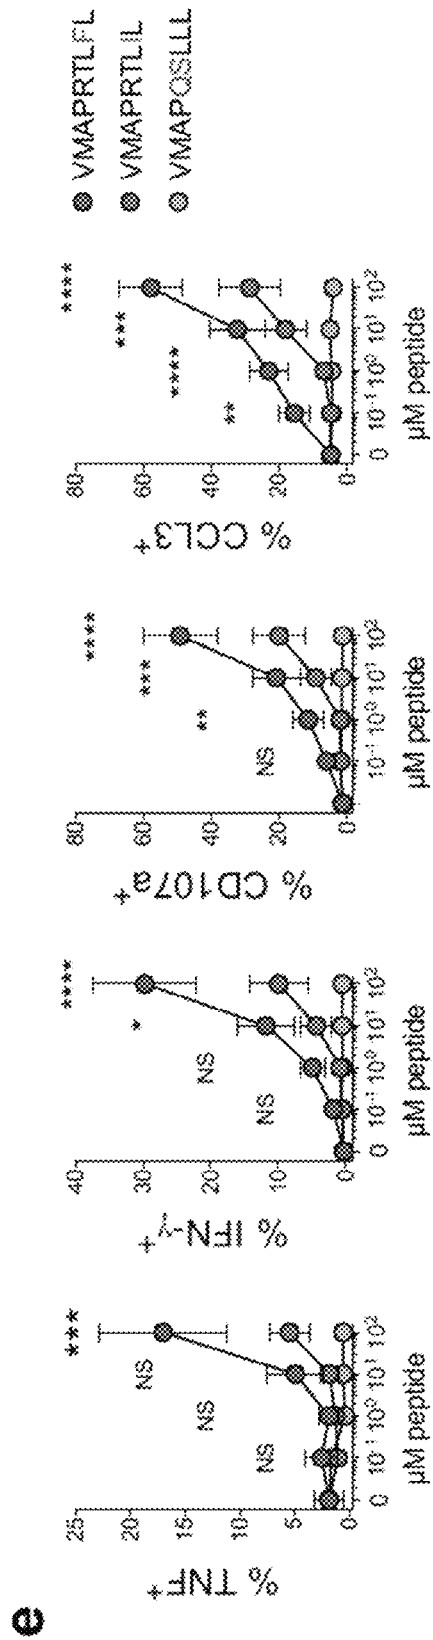 e
% TNF⁺
25
20
15
10
5
0
NS NS NS ***
0 10⁻¹ 10⁰ 10¹ 10²
µM peptide
% IFN-γ⁺
40
30
20
10
0
NS NS * ****
0 10⁻¹ 10⁰ 10¹ 10²
µM peptide
% CD107a⁺
80
60
40
20
0
NS ** *** ****
10⁻¹ 10⁰ 10¹ 10²
µM peptide
% CCL3⁺
80
60
40
20
0
** **** *** ****
0 10⁻¹ 10⁰ 10¹ 10²
µM peptide
VMAPRTLFL
VMAPRTLIL
VMAPQSLLL